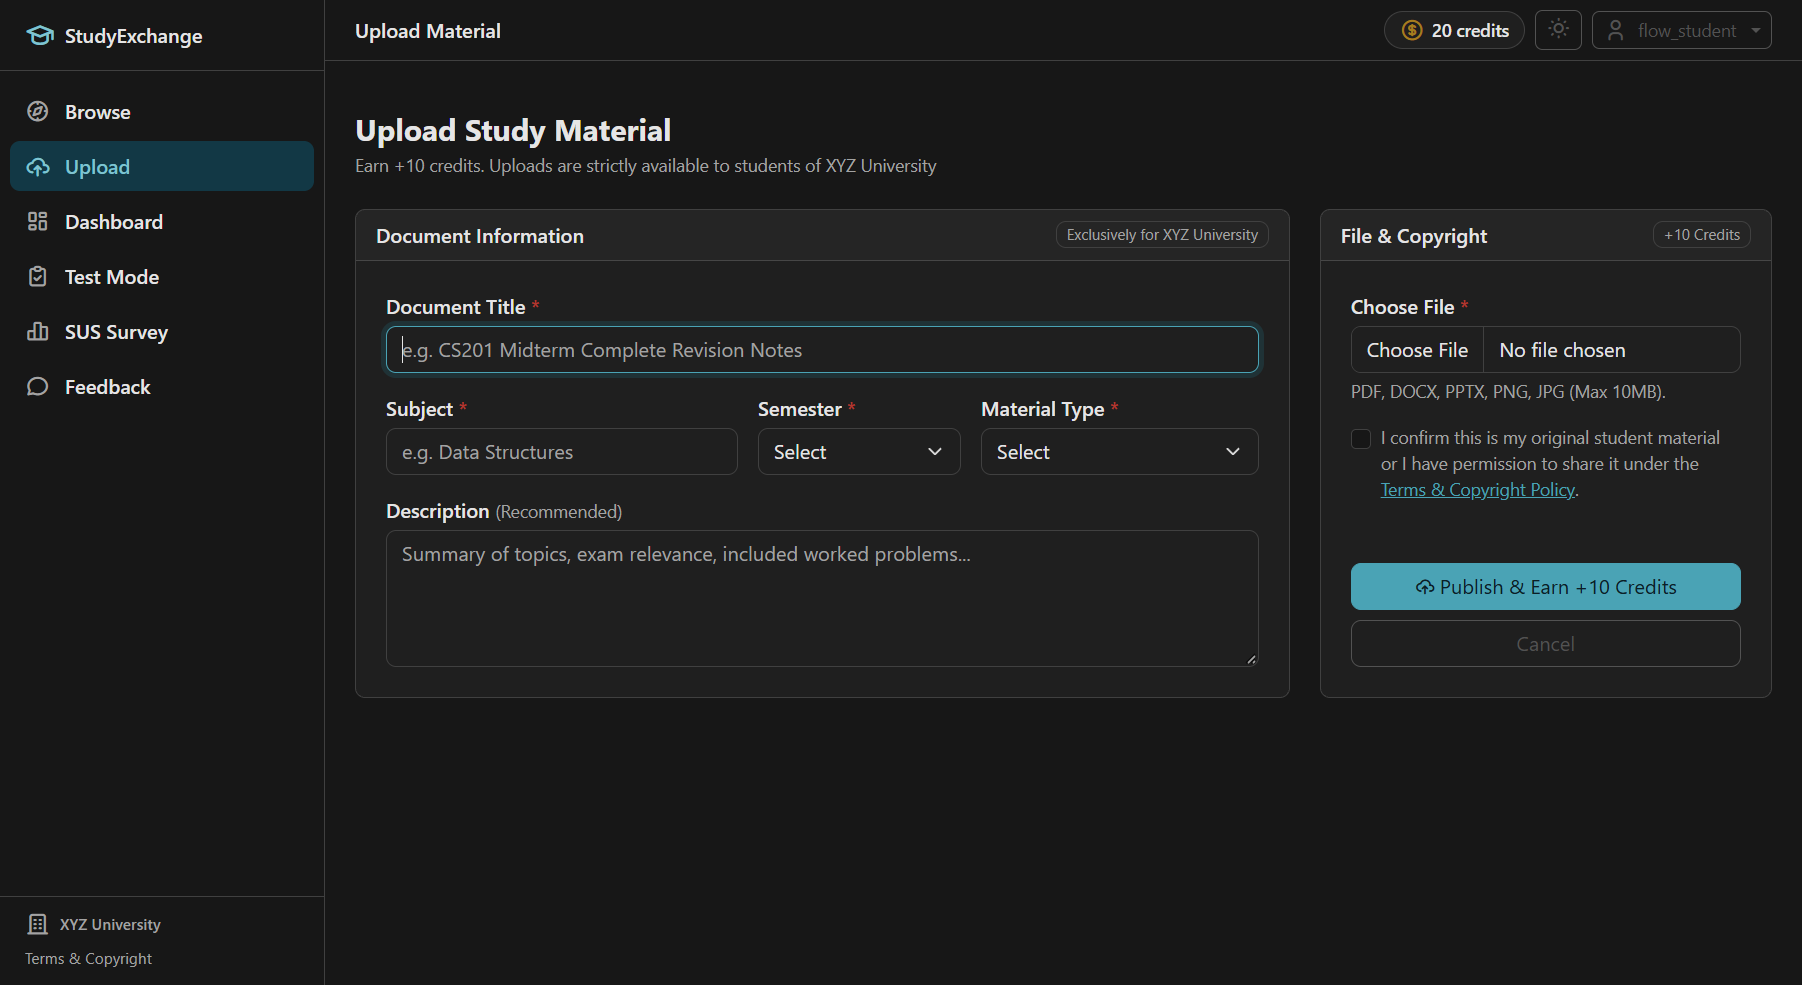 StudyExchange
Upload Material
20 credits
flow_student
Browse
Upload
Dashboard
Test Mode
SUS Survey
Feedback
XYZ University
Terms & Copyright
Upload Study Material
Earn +10 credits. Uploads are strictly available to students of XYZ University
Document Information
Exclusively for XYZ University
Document Title *
e.g. CS201 Midterm Complete Revision Notes
Subject *
e.g. Data Structures
Semester *
Select
Material Type *
Select
Description (Recommended)
Summary of topics, exam relevance, included worked problems...
File & Copyright
+10 Credits
Choose File *
Choose File No file chosen
PDF, DOCX, PPTX, PNG, JPG (Max 10MB).
I confirm this is my original student material
or I have permission to share it under the
Terms & Copyright Policy.
Publish & Earn +10 Credits
Cancel